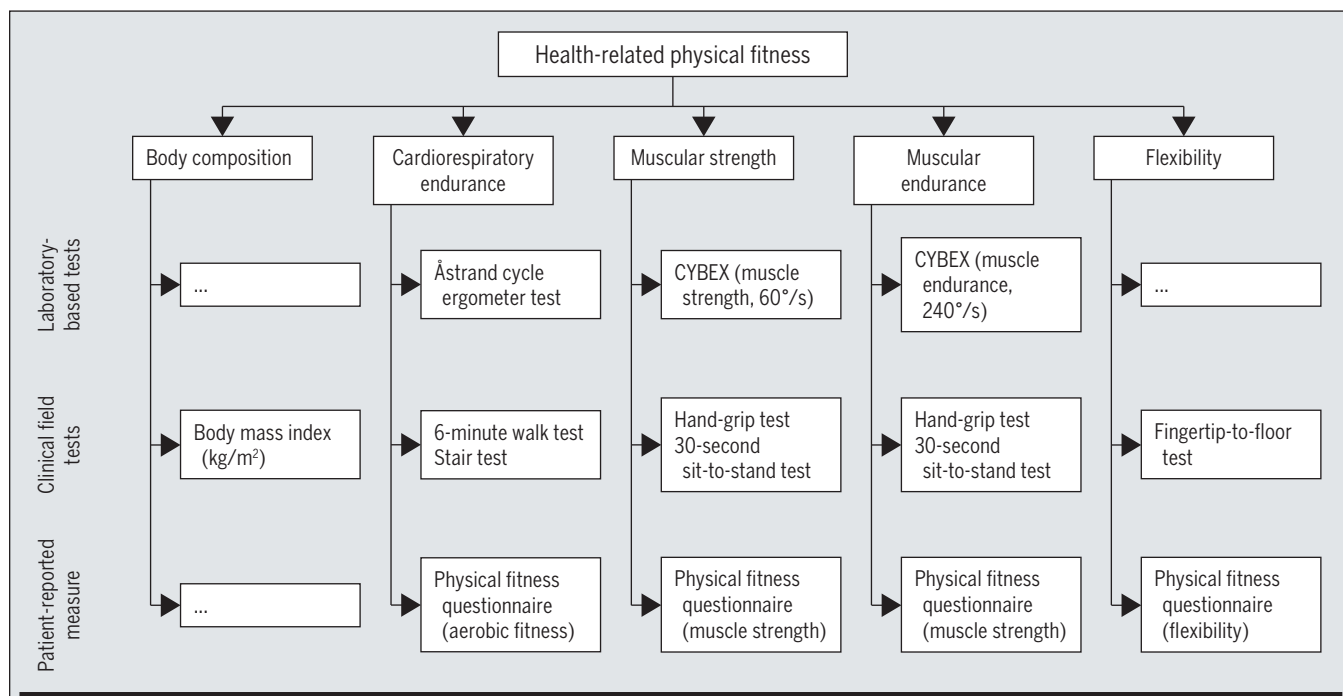 Health-related physical fitness
Body composition
Cardiorespiratory
endurance
Muscular strength
Muscular
endurance
Flexibility
Laboratory-
based tests
...
Åstrand cycle
ergometer test
CYBEX (muscle
strength, 60°/s)
CYBEX (muscle
endurance,
240°/s)
...
Clinical field
tests
Body mass index
(kg/m²)
6-minute walk test
Stair test
Hand-grip test
30-second
sit-to-stand test
Hand-grip test
30-second
sit-to-stand test
Fingertip-to-floor
test
Patient-reported
measure
...
Physical fitness
questionnaire
(aerobic fitness)
Physical fitness
questionnaire
(muscle strength)
Physical fitness
questionnaire
(muscle strength)
Physical fitness
questionnaire
(flexibility)